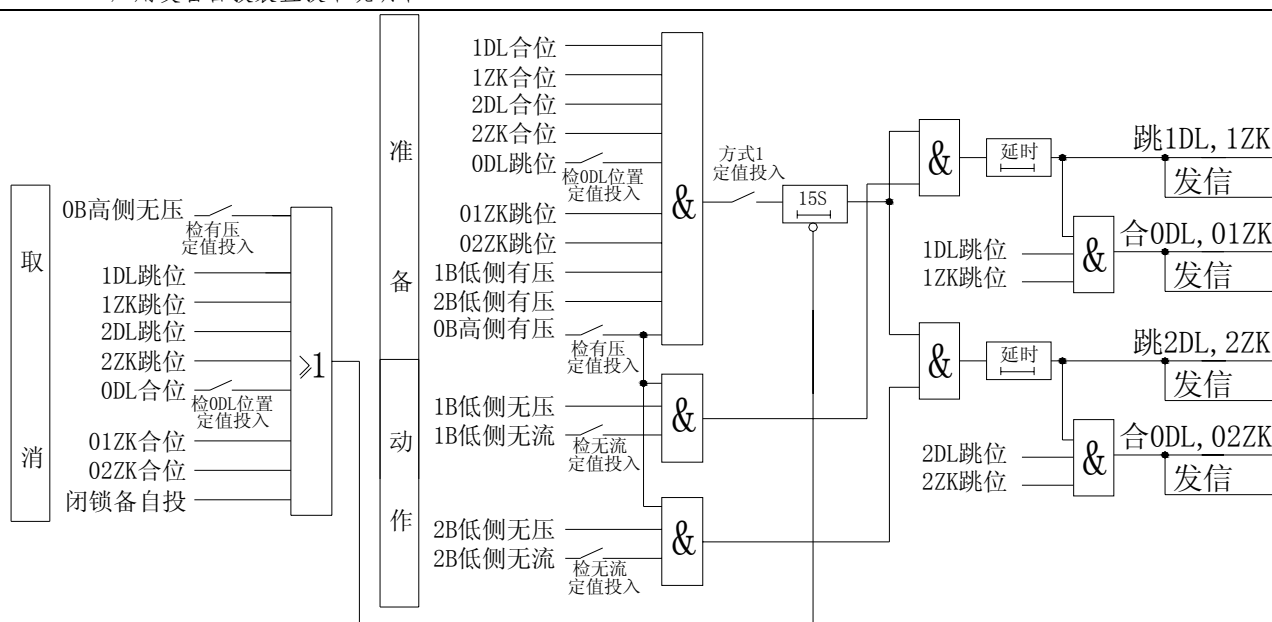 取
消
0B高侧无压
检有压
定值投入
1DL跳位
1ZK跳位
2DL跳位
2ZK跳位
0DL合位
检0DL位置
定值投入
01ZK合位
02ZK合位
闭锁备自投
≥1
准
备
动
作
1DL合位
1ZK合位
2DL合位
2ZK合位
0DL跳位
检0DL位置
定值投入
01ZK跳位
02ZK跳位
1B低侧有压
2B低侧有压
0B高侧有压
检有压
定值投入
&
方式1
定值投入
15S
1B低侧无压
1B低侧无流
检无流
定值投入
&
2B低侧无压
2B低侧无流
检无流
定值投入
&
&
延时
跳1DL, 1ZK
发信
1DL跳位
1ZK跳位
&
合0DL, 01ZK
发信
&
延时
跳2DL, 2ZK
发信
2DL跳位
2ZK跳位
&
合0DL, 02ZK
发信